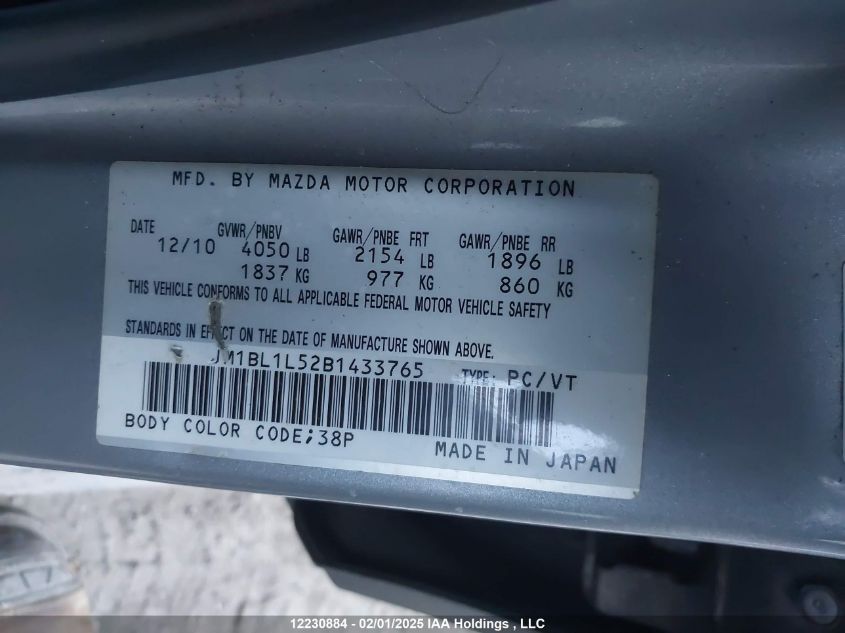 MFD. BY MAZDA MOTOR CORPORATION
DATE GVWR/PNBV GAWR/PNBE FRT GAWR/PNBE RR
12/10 4050 LB 2154 LB 1896 LB
1837 KG 977 KG 860 KG
THIS VEHICLE CONFORMS TO ALL APPLICABLE FEDERAL MOTOR VEHICLE SAFETY
STANDARDS IN EFFECT ON THE DATE OF MANUFACTURE SHOWN ABOVE.
JM1BL1L52B1433765 TYPE: PC/VT
BODY COLOR CODE;38P
MADE IN JAPAN
12230884 - 02/01/2025 IAA Holdings , LLC